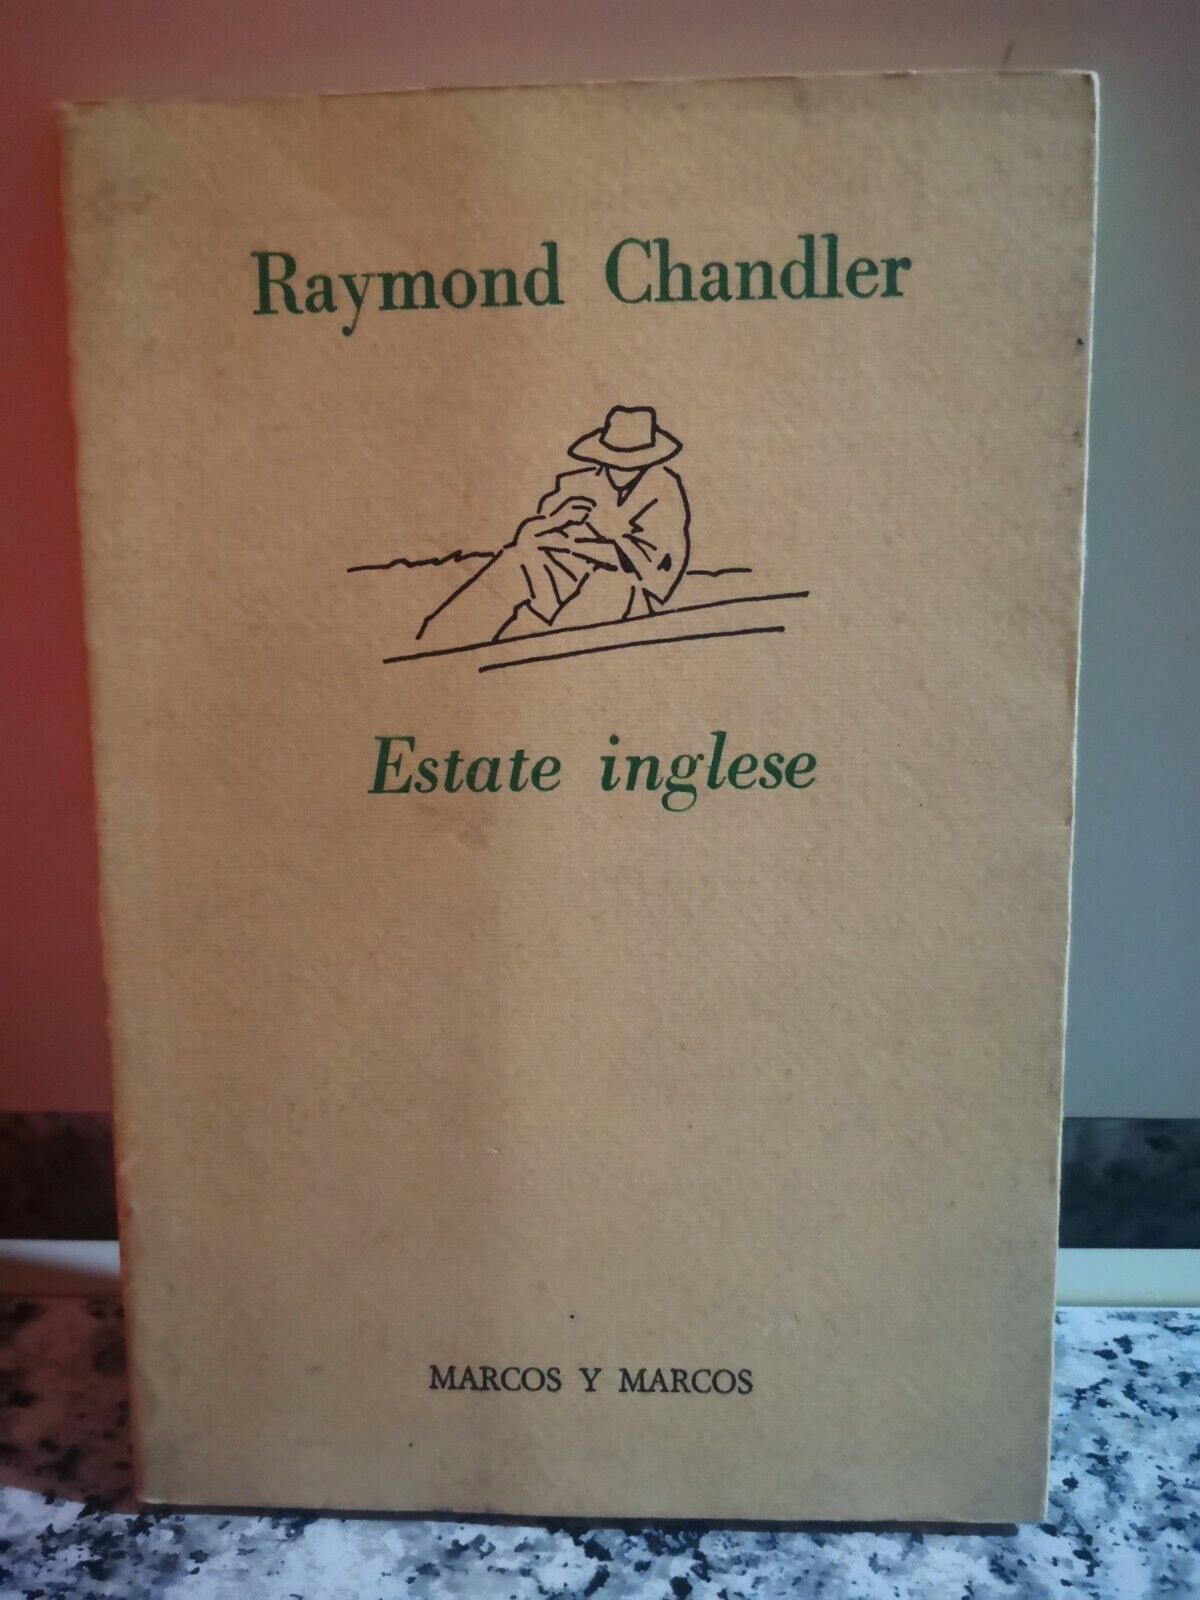 Raymond Chandler
Estate inglese
MARCOS Y MARCOS